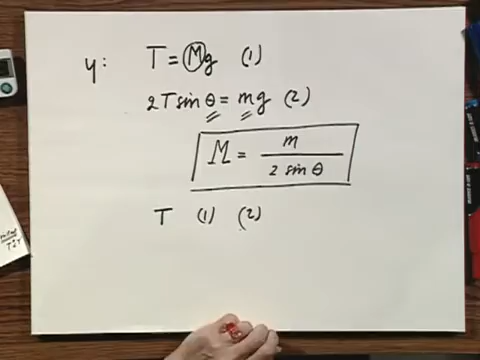 y: T = Mg (1)
2T sin θ = mg (2)
M = m / 2 sin θ
T (1) (2)